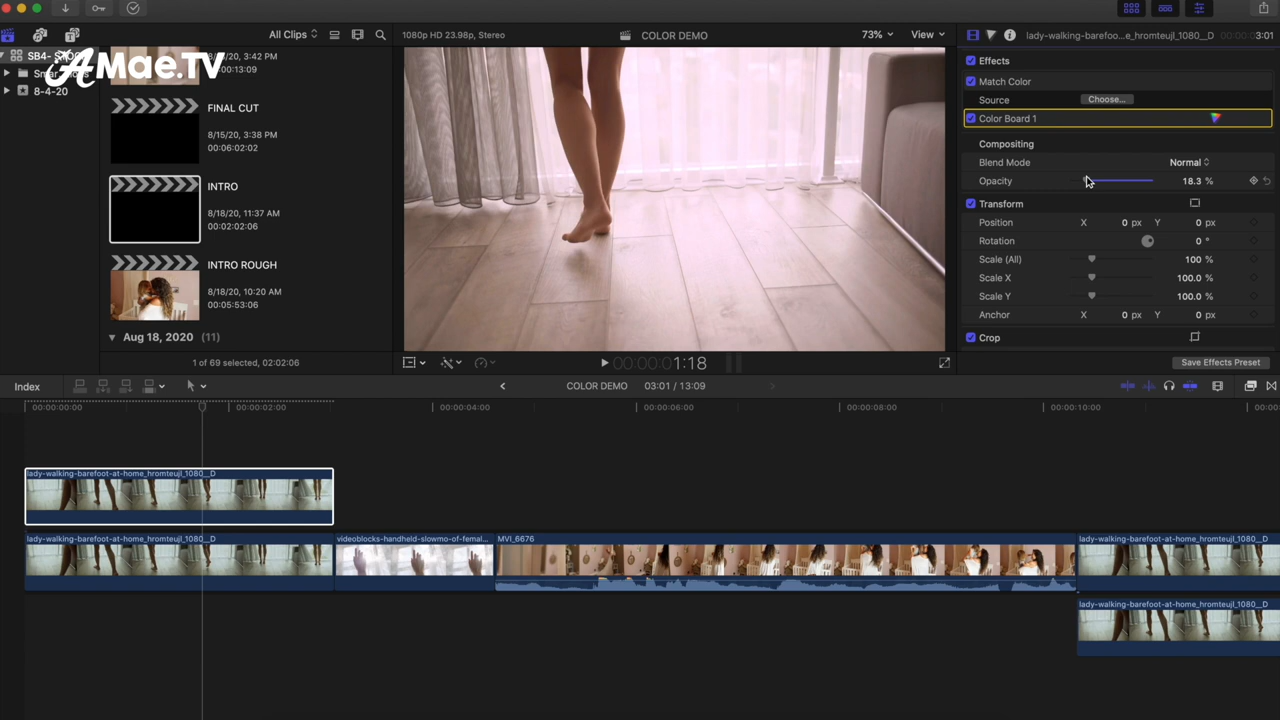 All Clips
1080p HD 23.98p, Stereo
COLOR DEMO
73%
View
lady-walking-barefoo...e_hromteujl_1080__D
3:01
AMae.TV
8-4-20
3:42 PM
00:00:13:09
FINAL CUT
8/15/20, 3:38 PM
00:06:02:02
INTRO
8/18/20, 11:37 AM
00:02:02:06
INTRO ROUGH
8/18/20, 10:20 AM
00:05:53:06
Aug 18, 2020 (11)
1 of 69 selected, 02:02:06
00:00:00:01:18
Effects
Match Color
Source Choose...
Color Board 1
Compositing
Blend Mode Normal
Opacity 18.3 %
Transform
Position X 0 px Y 0 px
Rotation 0 °
Scale (All) 100 %
Scale X 100.0 %
Scale Y 100.0 %
Anchor X 0 px Y 0 px
Crop
Save Effects Preset
Index
COLOR DEMO 03:01 / 13:09
00:00:00:00 00:00:02:00 00:00:04:00 00:00:06:00 00:00:08:00 00:00:10:00
lady-walking-barefoot-at-home_hromteujl_1080__D
lady-walking-barefoot-at-home_hromteujl_1080__D
videoblocks-handheld-slowmo-of-femal...
MVI_6676
lady-walking-barefoot-at-home_hromteujl_1080__D
lady-walking-barefoot-at-home_hromteujl_1080__D